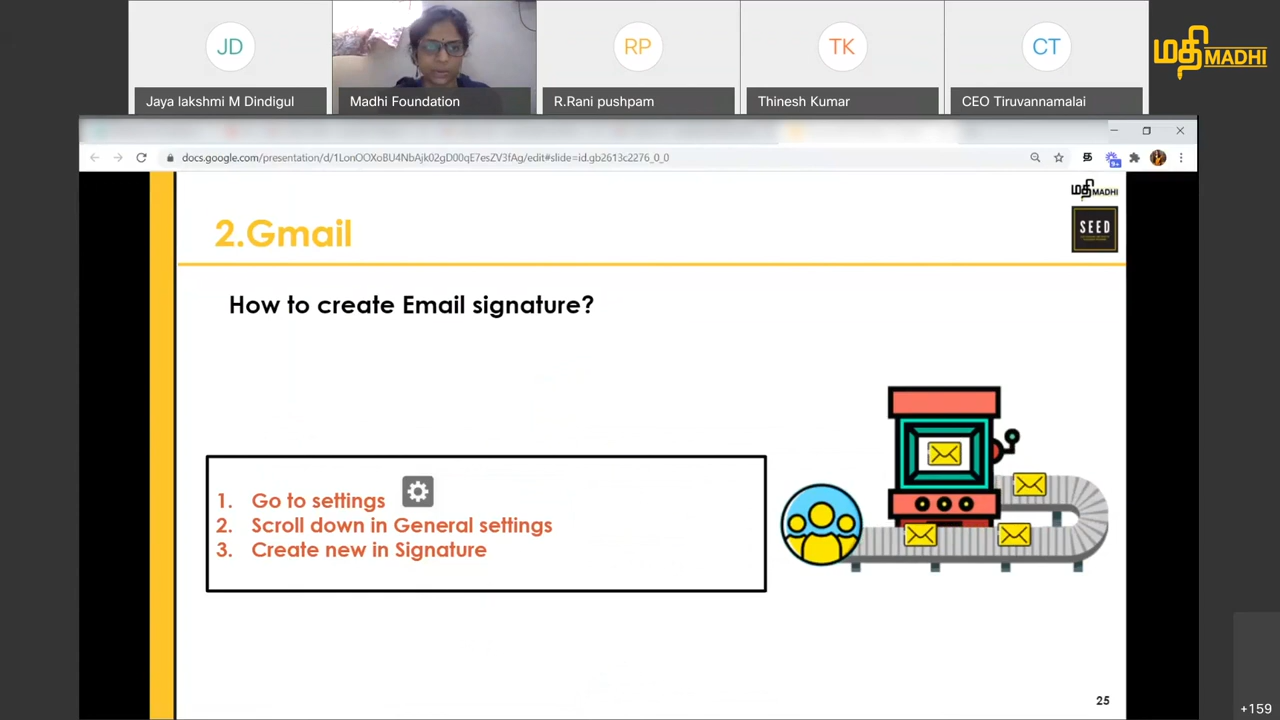 JD
RP
TK
CT
Jaya lakshmi M Dindigul
Madhi Foundation
R.Rani pushpam
Thinesh Kumar
CEO Tiruvannamalai
மதி MADHI
docs.google.com/presentation/d/1LonOOXoBU4NbAjk02gD00qE7esZV3fAg/edit#slide=id.gb2613c2276_0_0
9+
மதி MADHI
SEED
2.Gmail
How to create Email signature?
1. Go to settings
2. Scroll down in General settings
3. Create new in Signature
25
+159